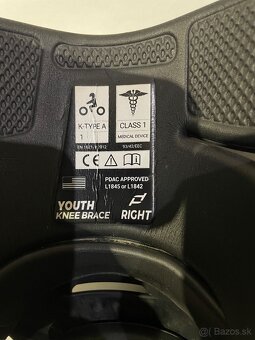 K-TYPE A
CLASS 1
1
MEDICAL DEVICE
EN 1621-1:2012
93/42/EEC
CE
PDAC APPROVED
L1845 or L1842
YOUTH
KNEE BRACE
RIGHT
© Bazos.sk